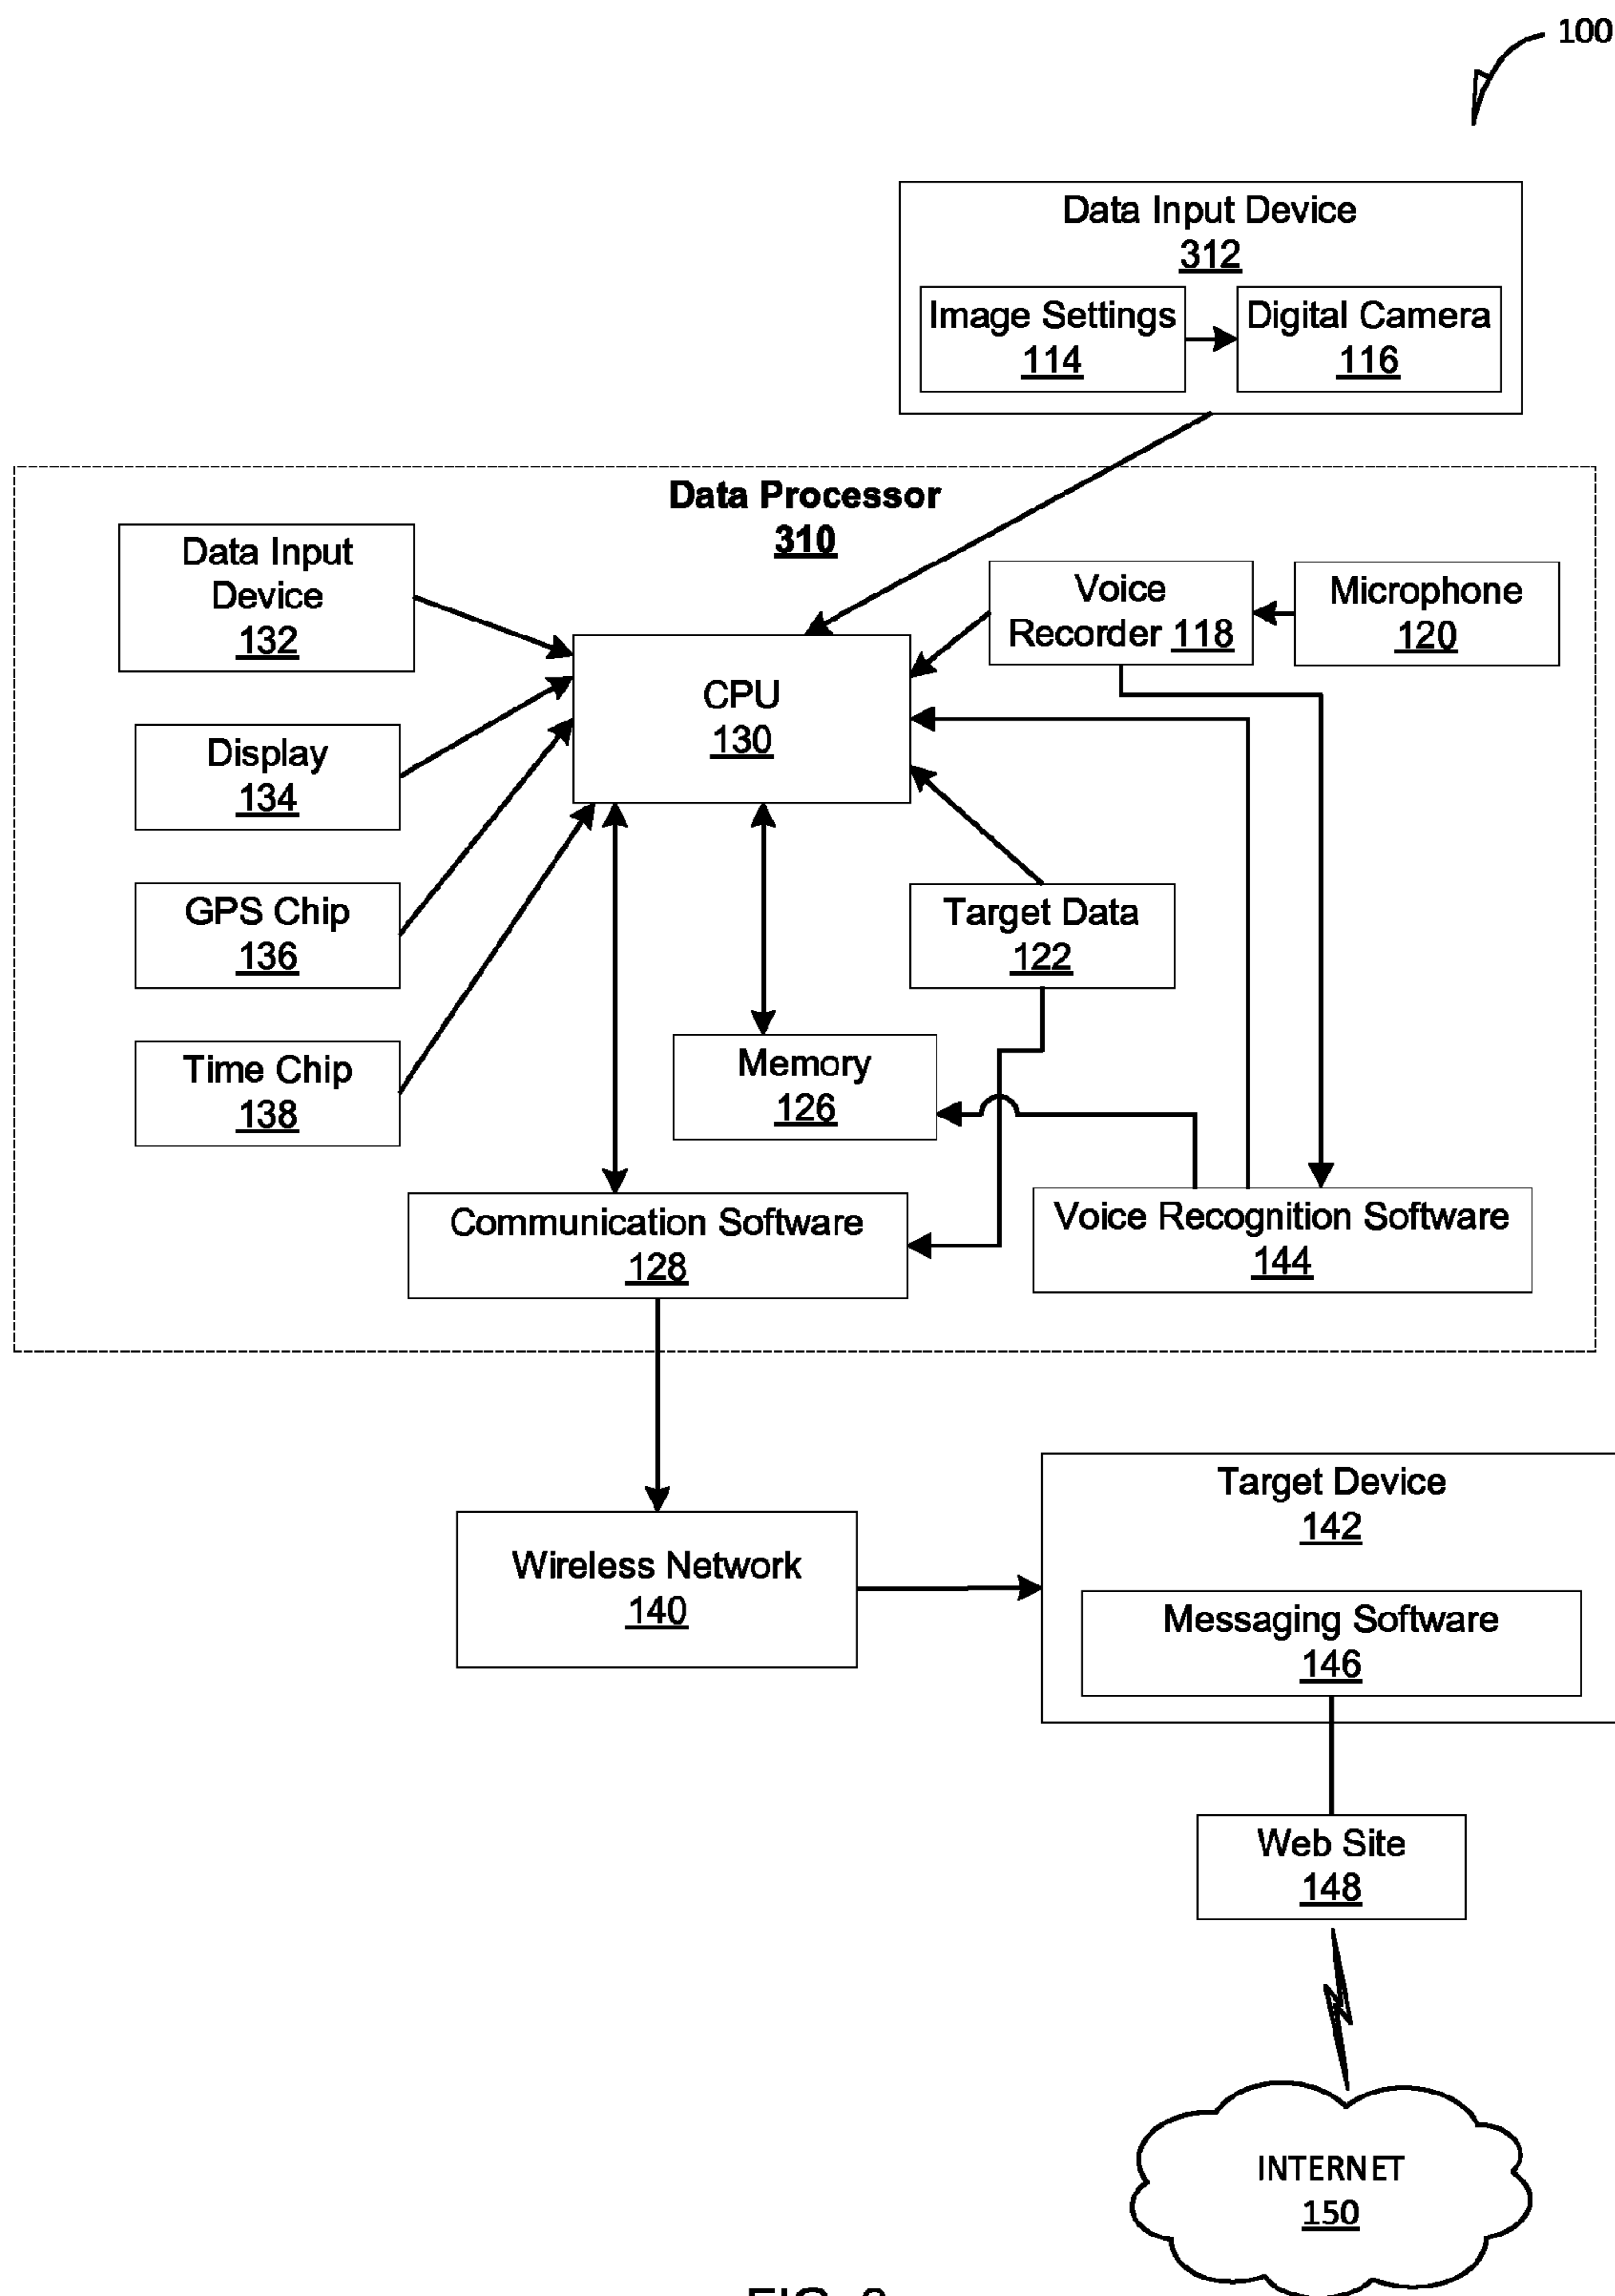 100
Data Input Device
312
Image Settings
114
Digital Camera
116
Data Processor
310
Data Input
Device
132
Voice
Recorder 118
Microphone
120
CPU
130
Display
134
GPS Chip
136
Target Data
122
Time Chip
138
Memory
126
Communication Software
128
Voice Recognition Software
144
Target Device
142
Wireless Network
140
Messaging Software
146
Web Site
148
INTERNET
150